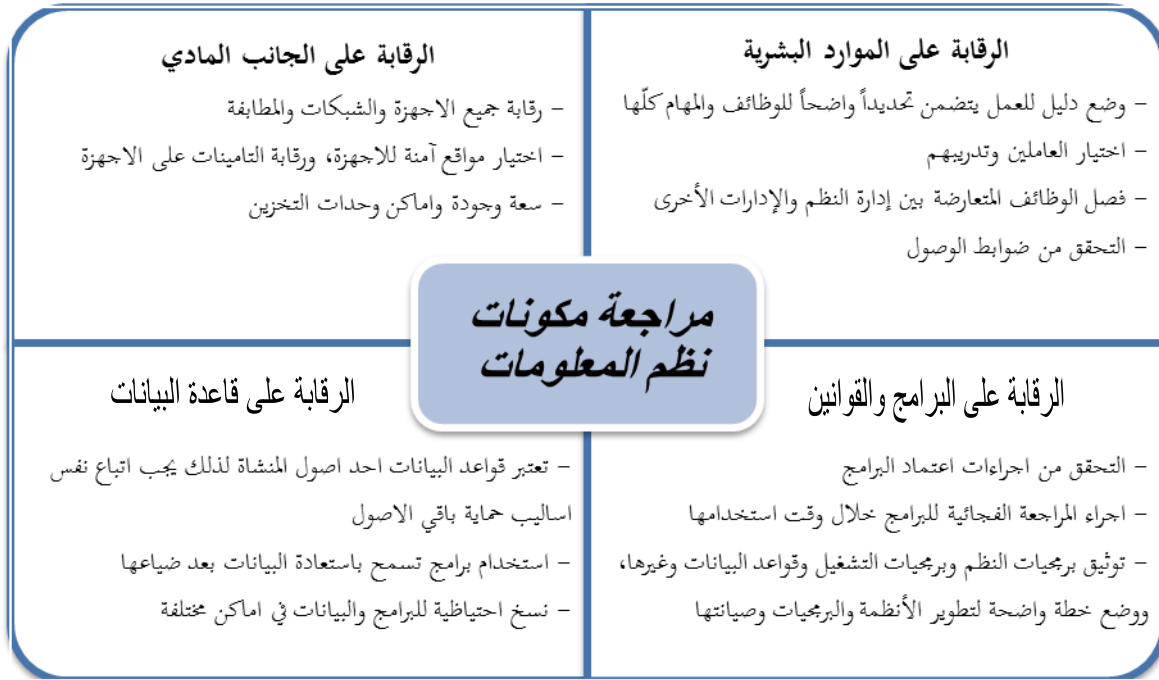 الرقابة على الموارد البشرية
– وضع دليل للعمل يتضمن تحديداً واضحاً للوظائف والمهام كلّها
– اختيار العاملين وتدريبهم
– فصل الوظائف المتعارضة بين إدارة النظم والإدارات الأخرى
– التحقق من ضوابط الوصول
الرقابة على الجانب المادي
– رقابة جميع الاجهزة والشبكات والمطابفة
– اختيار مواقع آمنة للاجهزة، ورقابة التامينات على الاجهزة
– سعة وجودة واماكن وحدات التخزين
مراجعة مكونات
نظم المعلومات
الرقابة على البرامج والقوانين
– التحقق من اجراءات اعتماد البرامج
– اجراء المراجعة الفجائية للبرامج خلال وقت استخدامها
– توثيق برمجيات النظم وبرمجيات التشغيل وقواعد البيانات وغيرها،
ووضع خطة واضحة لتطوير الأنظمة والبرمجيات وصيانتها
الرقابة على قاعدة البيانات
– تعتبر قواعد البيانات احد اصول المنشاة لذلك يجب اتباع نفس
اساليب حماية باقي الاصول
– استخدام برامج تسمح باستعادة البيانات بعد ضياعها
– نسخ احتياظية للبرامج والبيانات في اماكن مختلفة